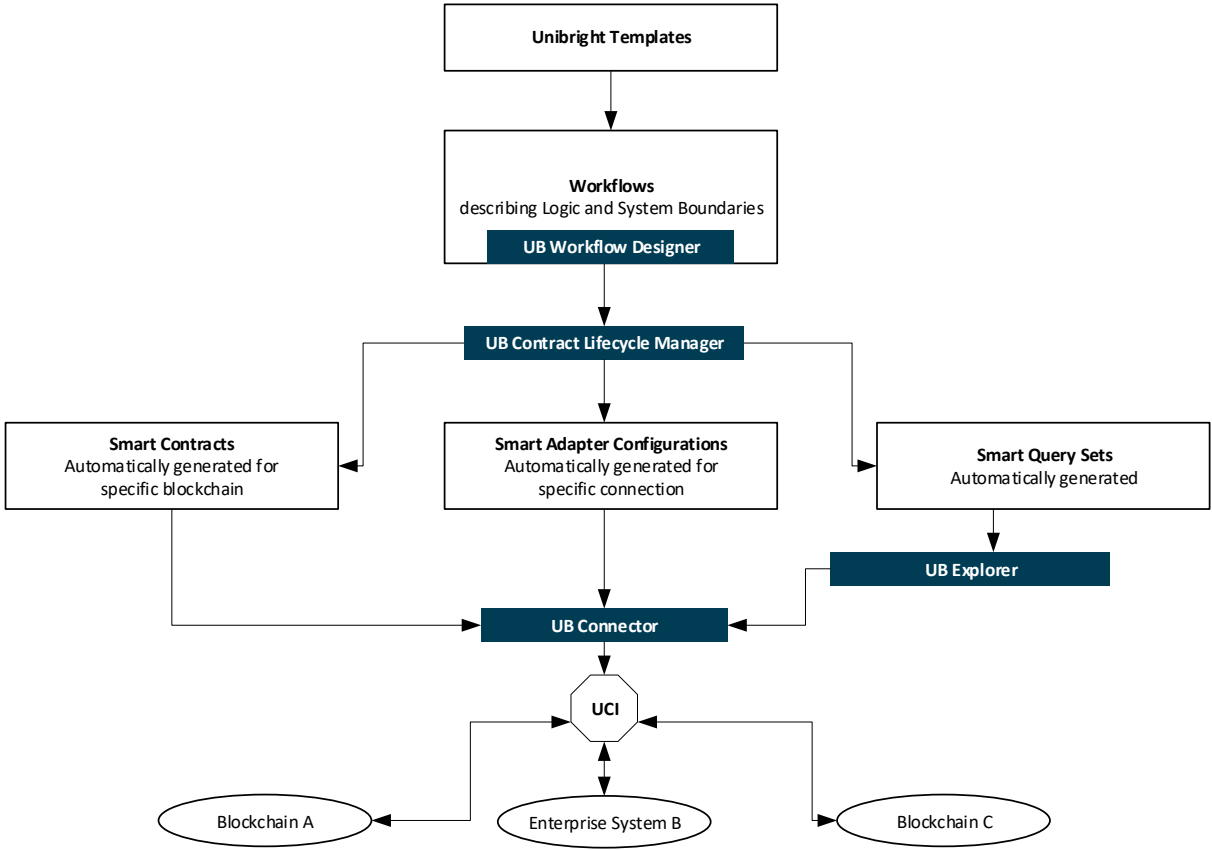 Unibright Templates
Workflows
describing Logic and System Boundaries
UB Workflow Designer
UB Contract Lifecycle Manager
Smart Contracts
Automatically generated for
specific blockchain
Smart Adapter Configurations
Automatically generated for
specific connection
Smart Query Sets
Automatically generated
UB Explorer
UB Connector
UCI
Blockchain A
Enterprise System B
Blockchain C